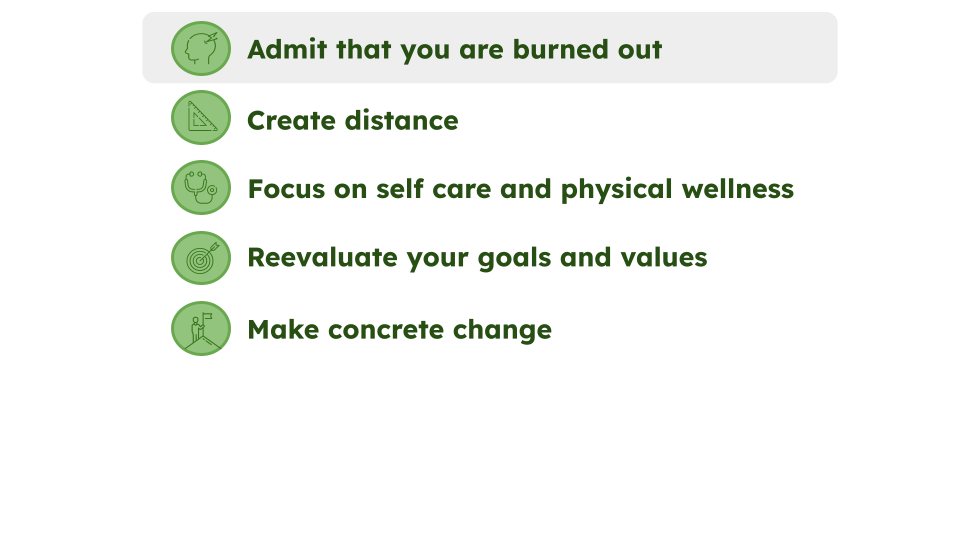 Admit that you are burned out
Create distance
Focus on self care and physical wellness
Reevaluate your goals and values
Make concrete change